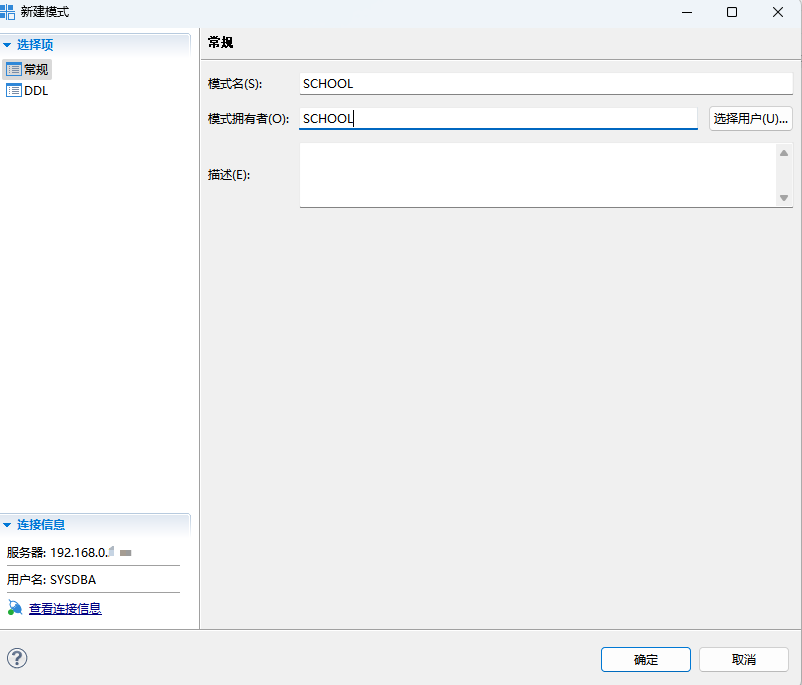 新建模式
选择项
常规
DDL
常规
模式名(S):
SCHOOL
模式拥有者(O):
SCHOOL
选择用户(U)...
描述(E):
连接信息
服务器: 192.168.0.
用户名: SYSDBA
查看连接信息
确定
取消